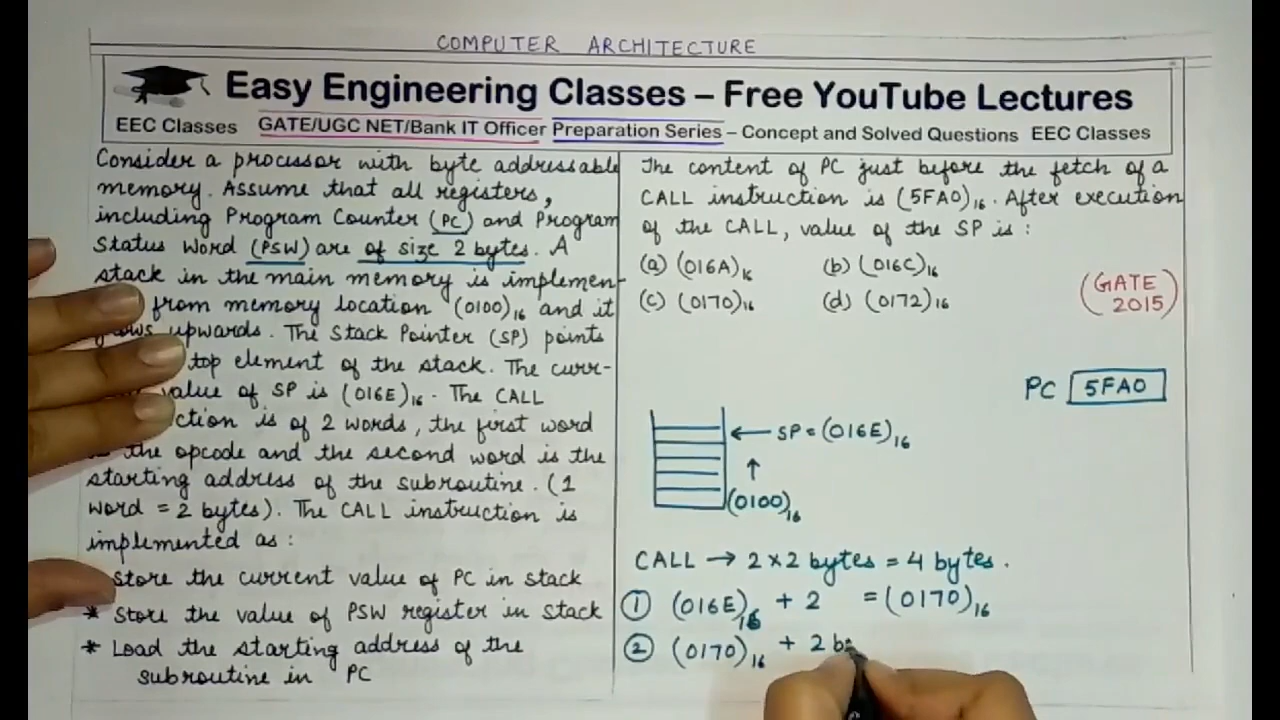 COMPUTER ARCHITECTURE
Easy Engineering Classes – Free YouTube Lectures
EEC Classes GATE/UGC NET/Bank IT Officer Preparation Series – Concept and Solved Questions EEC Classes
Consider a processor with byte addressable
memory. Assume that all registers,
including Program Counter (PC) and Program
Status Word (PSW) are of size 2 bytes. A
stack in the main memory is implemen-
from memory location (0100)16 and it
upwards. The Stack Pointer (SP) points
top element of the stack. The curr-
value of SP is (016E)16. The CALL
is of 2 words, the first word
the opcode and the second word is the
starting address of the subroutine. (1
word = 2 bytes). The CALL instruction is
implemented as:
Store the current value of PC in stack
* Store the value of PSW register in stack
* Load the starting address of the
subroutine in PC
The content of PC just before the fetch of a
CALL instruction is (5FA0)16. After execution
of the CALL, value of the SP is:
(a) (016A)16 (b) (016C)16
(c) (0170)16 (d) (0172)16
(GATE
2015)
PC 5FA0
← SP = (016E)16
↑
(0100)16
CALL → 2 × 2 bytes = 4 bytes.
① (016E)16 + 2 = (0170)16
② (0170)16 + 2